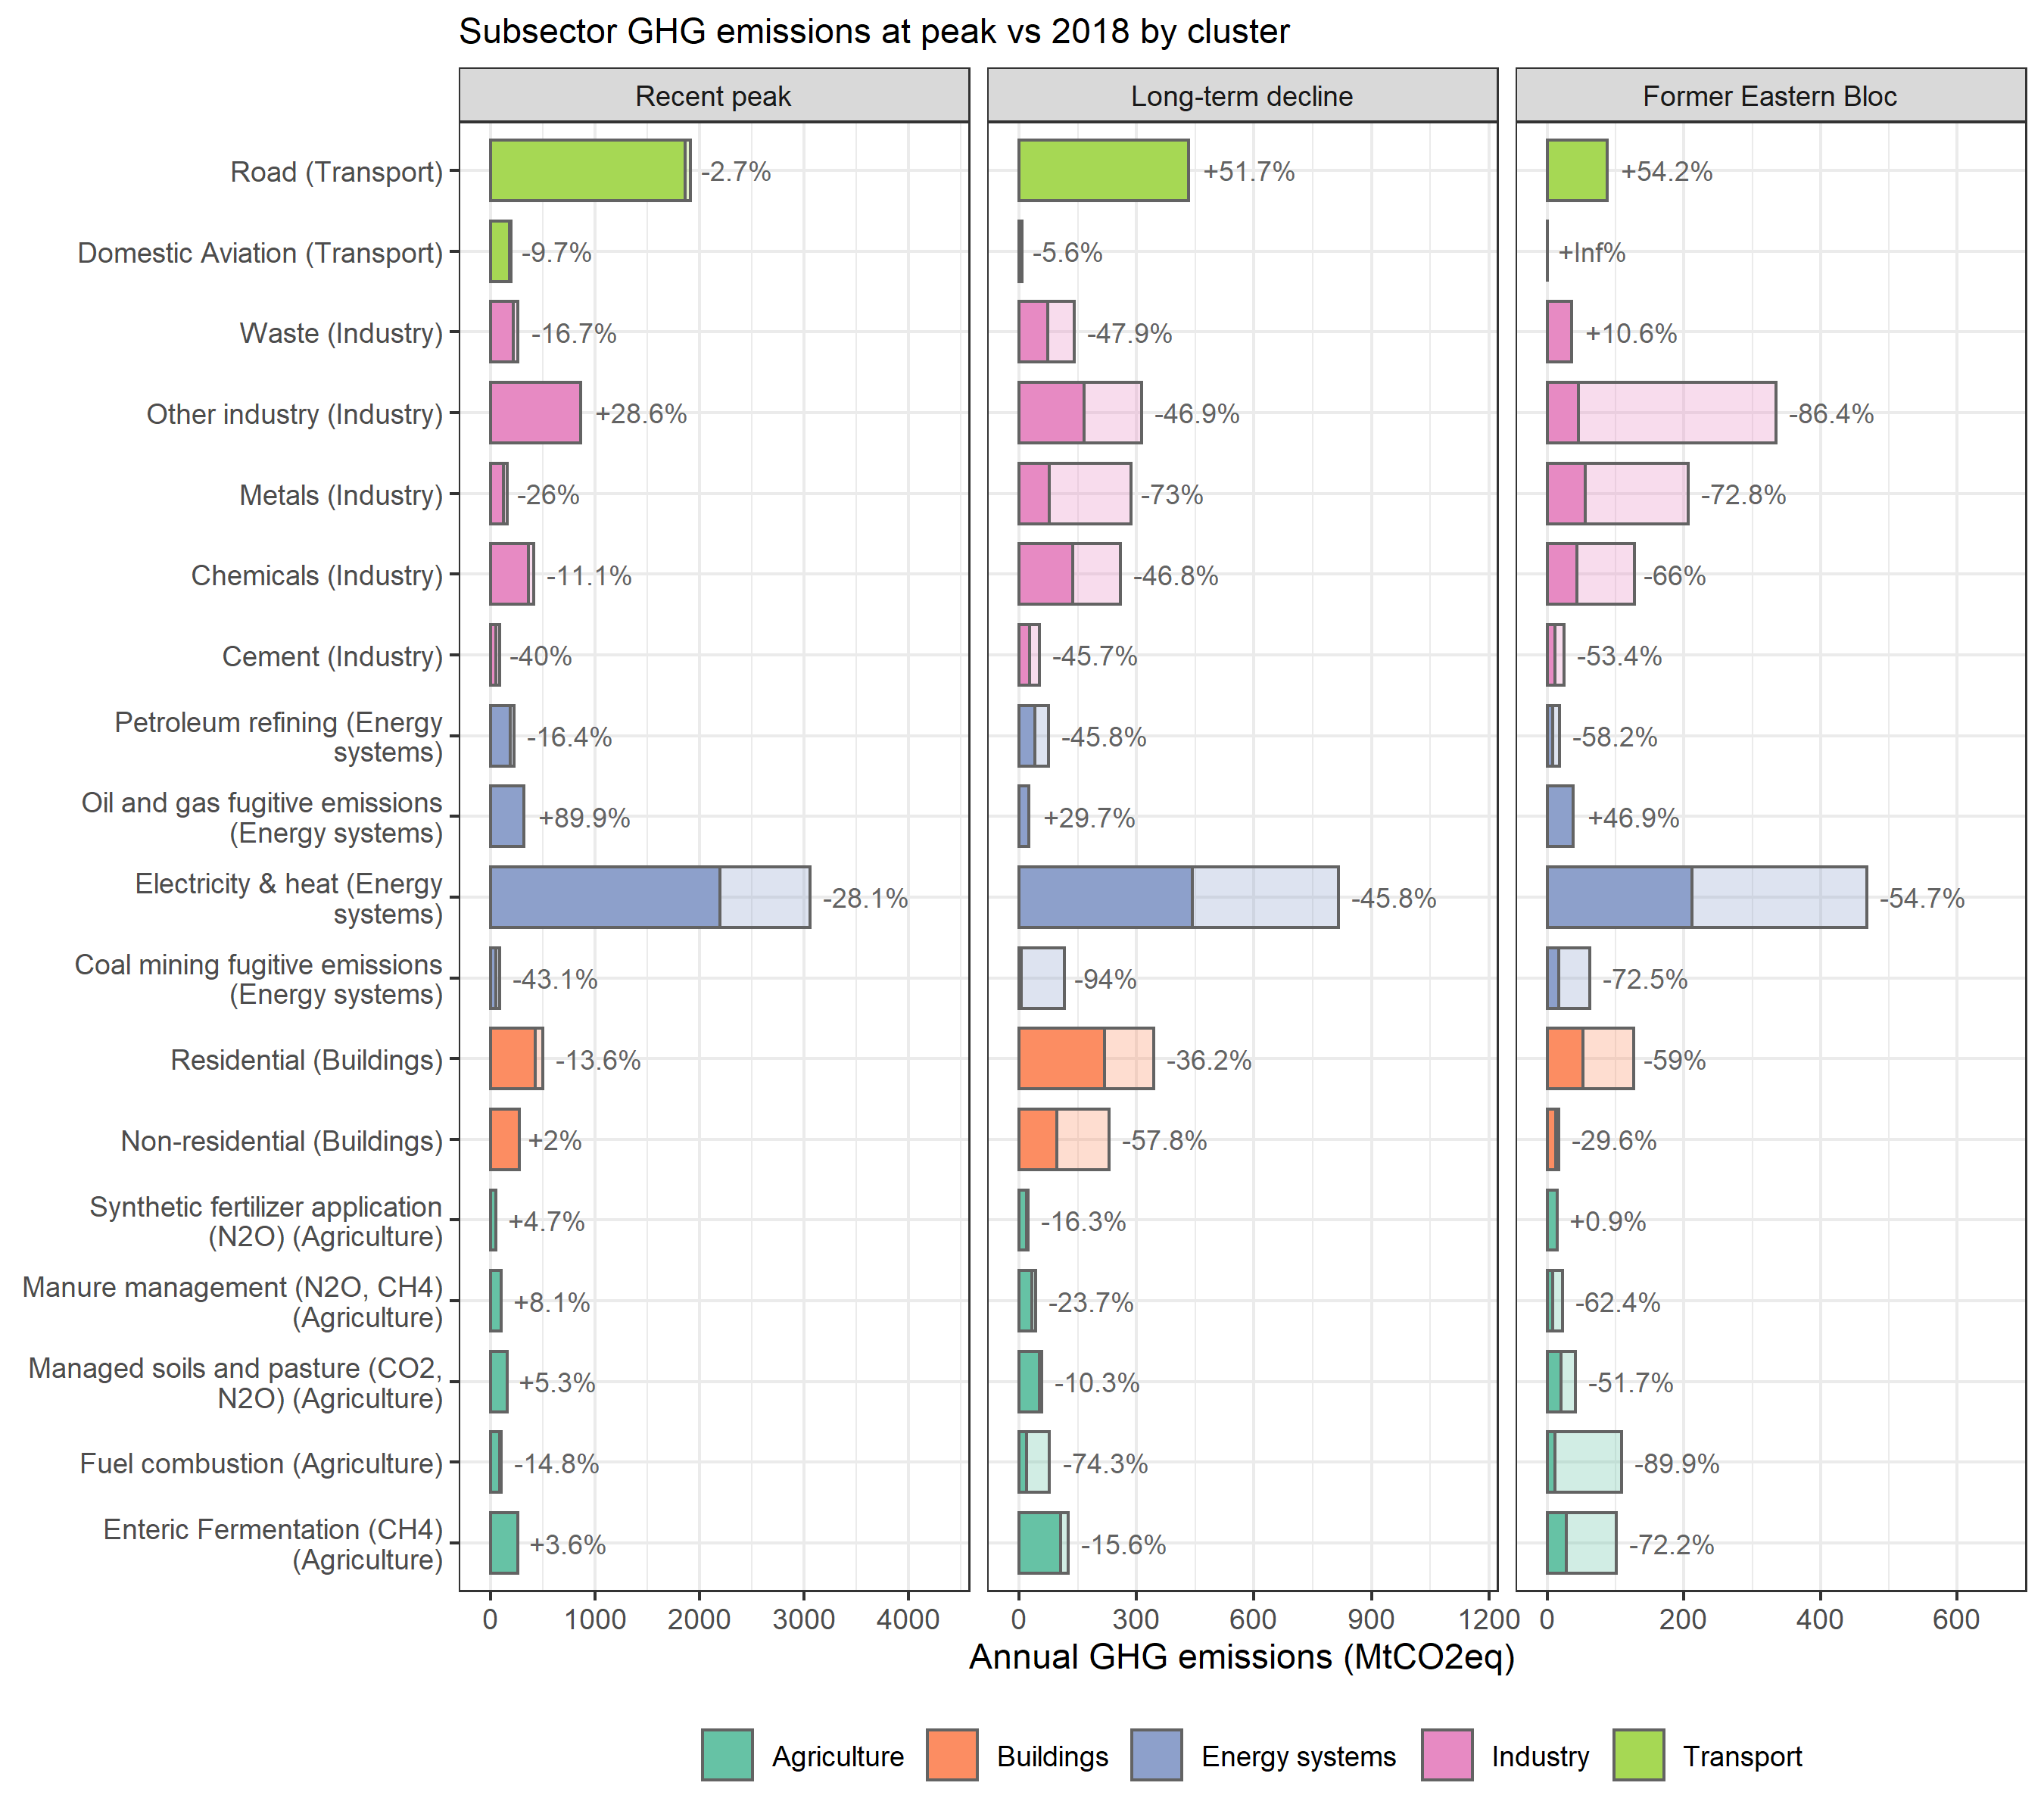 Subsector GHG emissions at peak vs 2018 by cluster
Recent peak
Long-term decline
Former Eastern Bloc
Road (Transport)
-2.7%
+51.7%
+54.2%
Domestic Aviation (Transport)
-9.7%
-5.6%
+Inf%
Waste (Industry)
-16.7%
-47.9%
+10.6%
Other industry (Industry)
+28.6%
-46.9%
-86.4%
Metals (Industry)
-26%
-73%
-72.8%
Chemicals (Industry)
-11.1%
-46.8%
-66%
Cement (Industry)
-40%
-45.7%
-53.4%
Petroleum refining (Energy
systems)
-16.4%
-45.8%
-58.2%
Oil and gas fugitive emissions
(Energy systems)
+89.9%
+29.7%
+46.9%
Electricity & heat (Energy
systems)
-28.1%
-45.8%
-54.7%
Coal mining fugitive emissions
(Energy systems)
-43.1%
-94%
-72.5%
Residential (Buildings)
-13.6%
-36.2%
-59%
Non-residential (Buildings)
+2%
-57.8%
-29.6%
Synthetic fertilizer application
(N2O) (Agriculture)
+4.7%
-16.3%
+0.9%
Manure management (N2O, CH4)
(Agriculture)
+8.1%
-23.7%
-62.4%
Managed soils and pasture (CO2,
N2O) (Agriculture)
+5.3%
-10.3%
-51.7%
Fuel combustion (Agriculture)
-14.8%
-74.3%
-89.9%
Enteric Fermentation (CH4)
(Agriculture)
+3.6%
-15.6%
-72.2%
0 1000 2000 3000 4000
0 300 600 900 1200
0 200 400 600
Annual GHG emissions (MtCO2eq)
Agriculture
Buildings
Energy systems
Industry
Transport